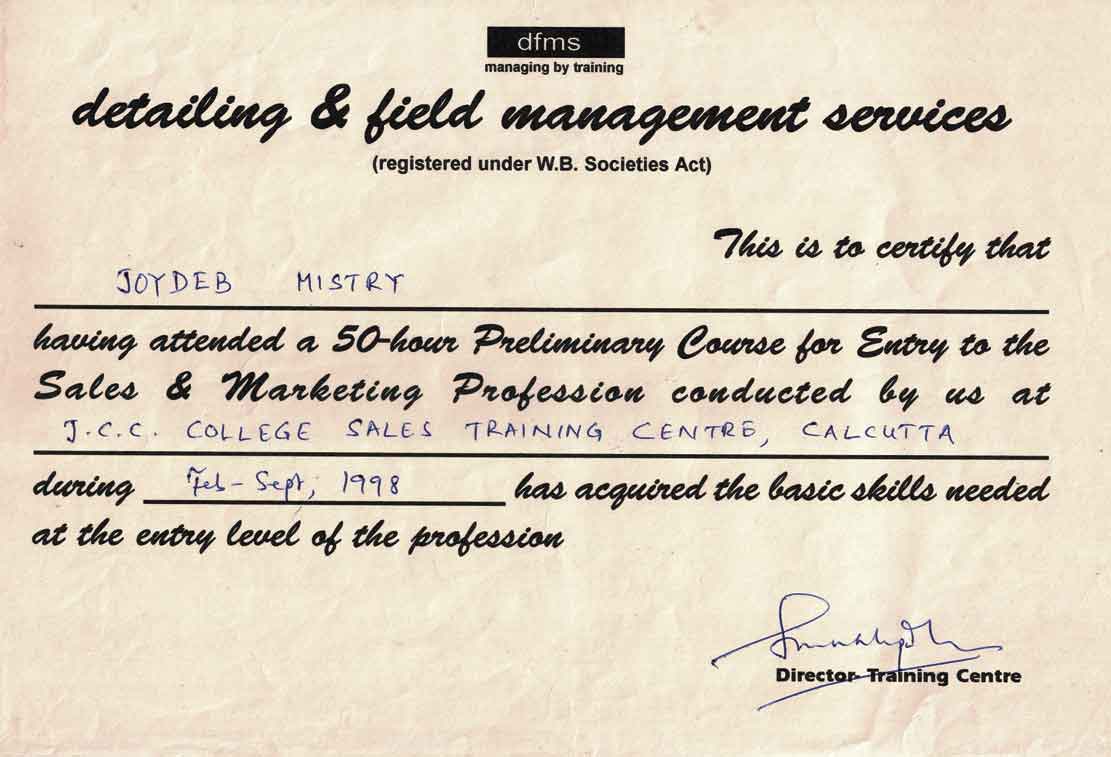 dfms
managing by training
detailing & field management services
(registered under W.B. Societies Act)
This is to certify that
JOYDEB MISTRY
having attended a 50-hour Preliminary Course for Entry to the
Sales & Marketing Profession conducted by us at
J.C.C. COLLEGE SALES TRAINING CENTRE, CALCUTTA
during Feb - Sept, 1998 has acquired the basic skills needed
at the entry level of the profession
Director Training Centre